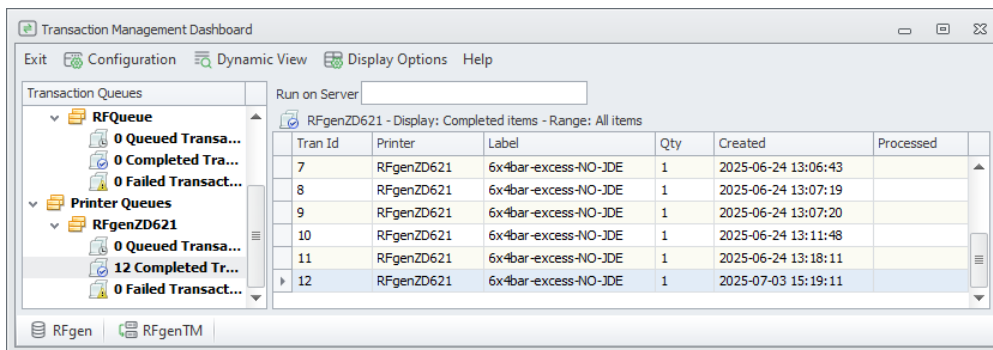 Transaction Management Dashboard
Exit Configuration Dynamic View Display Options Help
Transaction Queues
RFQueue
0 Queued Transa...
0 Completed Tra...
0 Failed Transact...
Printer Queues
RFgenZD621
0 Queued Transa...
12 Completed Tr...
0 Failed Transact...
Run on Server
RFgenZD621 - Display: Completed items - Range: All items
Tran Id Printer Label Qty Created Processed
7 RFgenZD621 6x4bar-excess-NO-JDE 1 2025-06-24 13:06:43
8 RFgenZD621 6x4bar-excess-NO-JDE 1 2025-06-24 13:07:19
9 RFgenZD621 6x4bar-excess-NO-JDE 1 2025-06-24 13:07:20
10 RFgenZD621 6x4bar-excess-NO-JDE 1 2025-06-24 13:11:48
11 RFgenZD621 6x4bar-excess-NO-JDE 1 2025-06-24 13:18:11
12 RFgenZD621 6x4bar-excess-NO-JDE 1 2025-07-03 15:19:11
RFgen RFgenTM